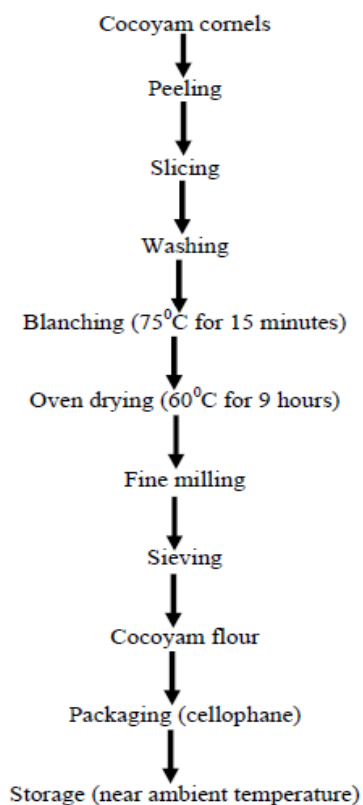 Cocoyam cornels
Peeling
Slicing
Washing
Blanching (75⁰C for 15 minutes)
Oven drying (60⁰C for 9 hours)
Fine milling
Sieving
Cocoyam flour
Packaging (cellophane)
Storage (near ambient temperature)